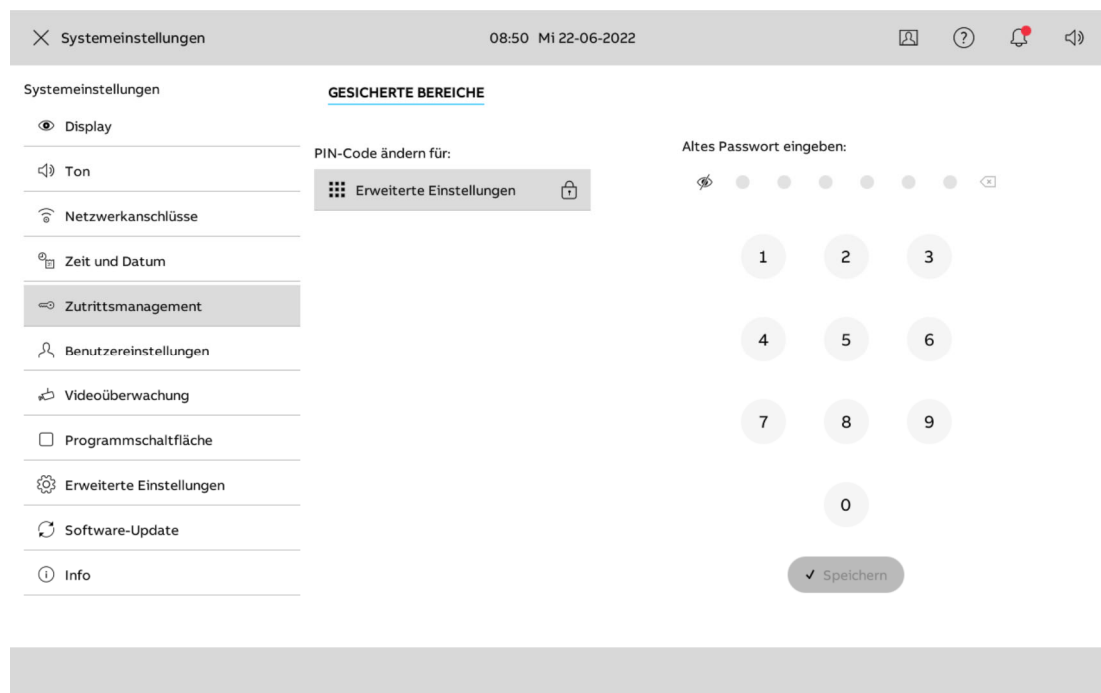 Systemeinstellungen
08:50 Mi 22-06-2022
Systemeinstellungen
Display
Ton
Netzwerkanschlüsse
Zeit und Datum
Zutrittsmanagement
Benutzereinstellungen
Videoüberwachung
Programmschaltfläche
Erweiterte Einstellungen
Software-Update
Info
GESICHERTE BEREICHE
PIN-Code ändern für:
Erweiterte Einstellungen
Altes Passwort eingeben:
1 2 3
4 5 6
7 8 9
0
Speichern